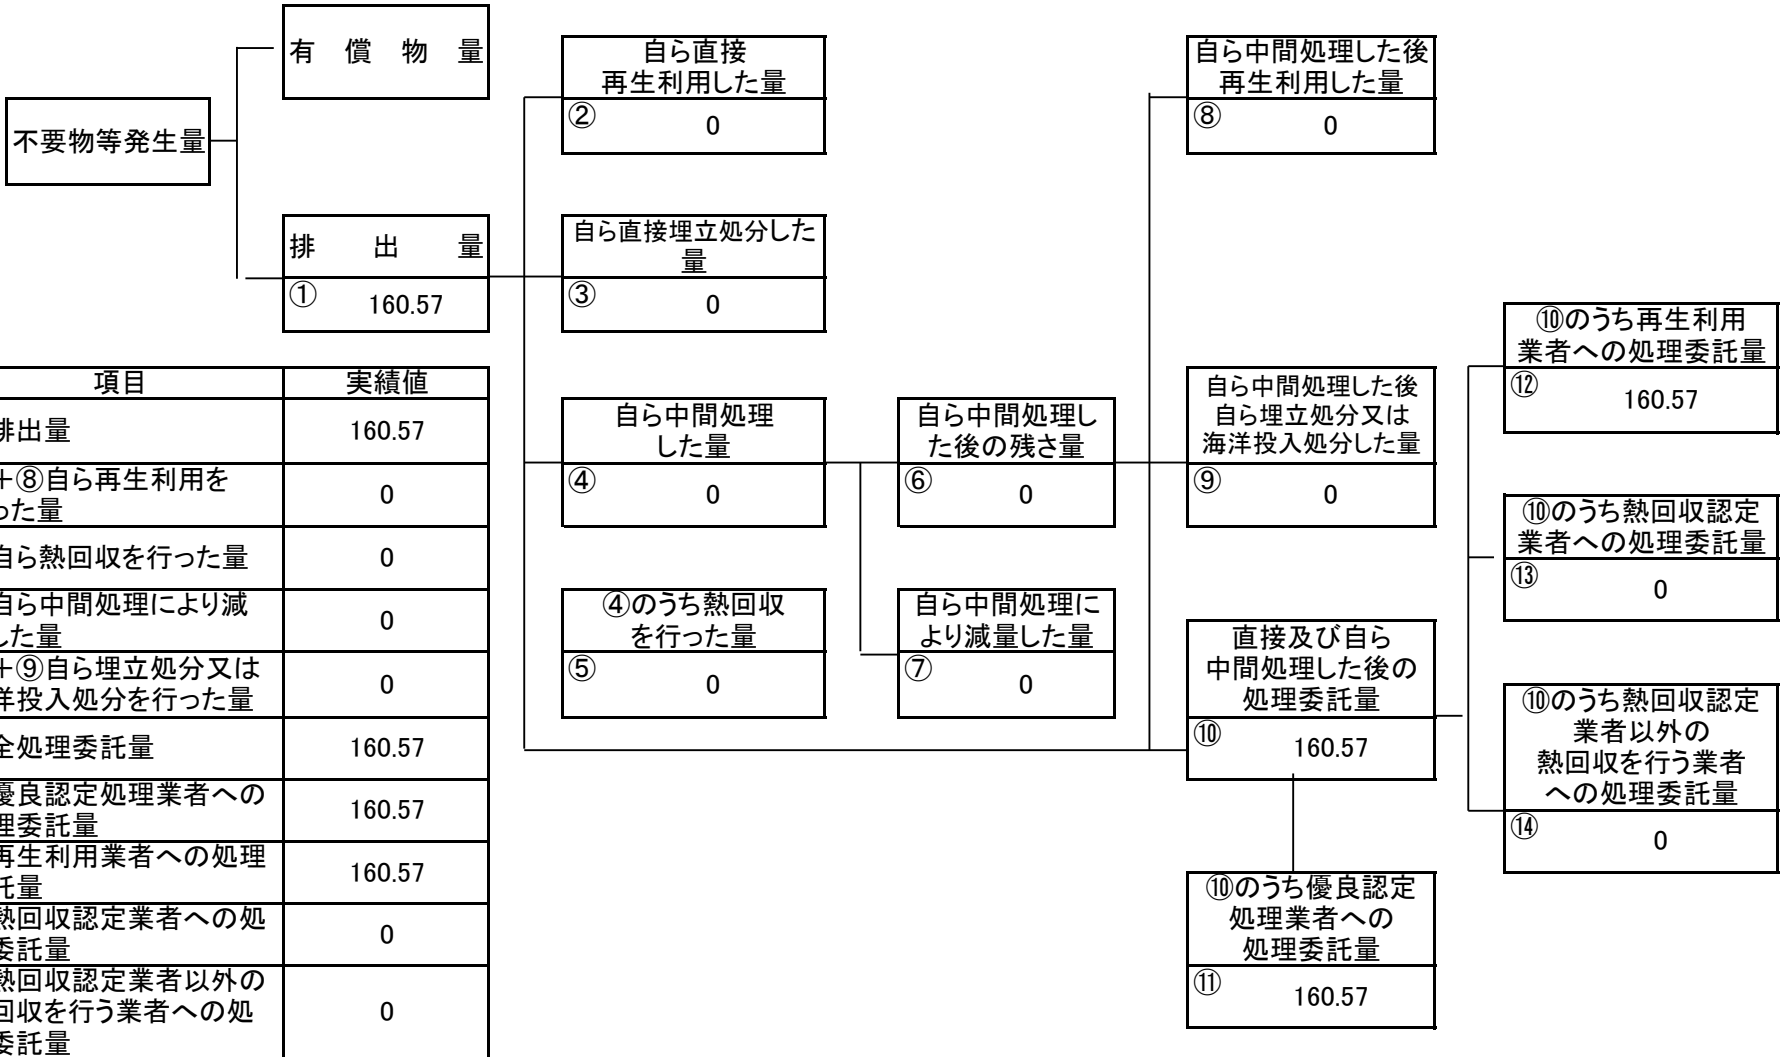 有償物量
不要物等発生量
排出量
①
160.57
自ら直接
再生利用した量
②
0
自ら直接埋立処分した
量
③
0
自ら中間処理
した量
④
0
④のうち熱回収
を行った量
⑤
0
自ら中間処理し
た後の残さ量
⑥
0
自ら中間処理に
より減量した量
⑦
0
自ら中間処理した後
再生利用した量
⑧
0
自ら中間処理した後
自ら埋立処分又は
海洋投入処分した量
⑨
0
直接及び自ら
中間処理した後の
処理委託量
⑩
160.57
⑩のうち優良認定
処理業者への
処理委託量
⑪
160.57
⑩のうち再生利用
業者への処理委託量
⑫
160.57
⑩のうち熱回収認定
業者への処理委託量
⑬
0
⑩のうち熱回収認定
業者以外の
熱回収を行う業者
への処理委託量
⑭
0
項目 実績値
排出量 160.57
+⑧自ら再生利用を
った量 0
自ら熱回収を行った量 0
自ら中間処理により減
した量 0
+⑨自ら埋立処分又は
洋投入処分を行った量 0
全処理委託量 160.57
優良認定処理業者への
理委託量 160.57
再生利用業者への処理
託量 160.57
熱回収認定業者への処
委託量 0
熱回収認定業者以外の
回収を行う業者への処
委託量 0